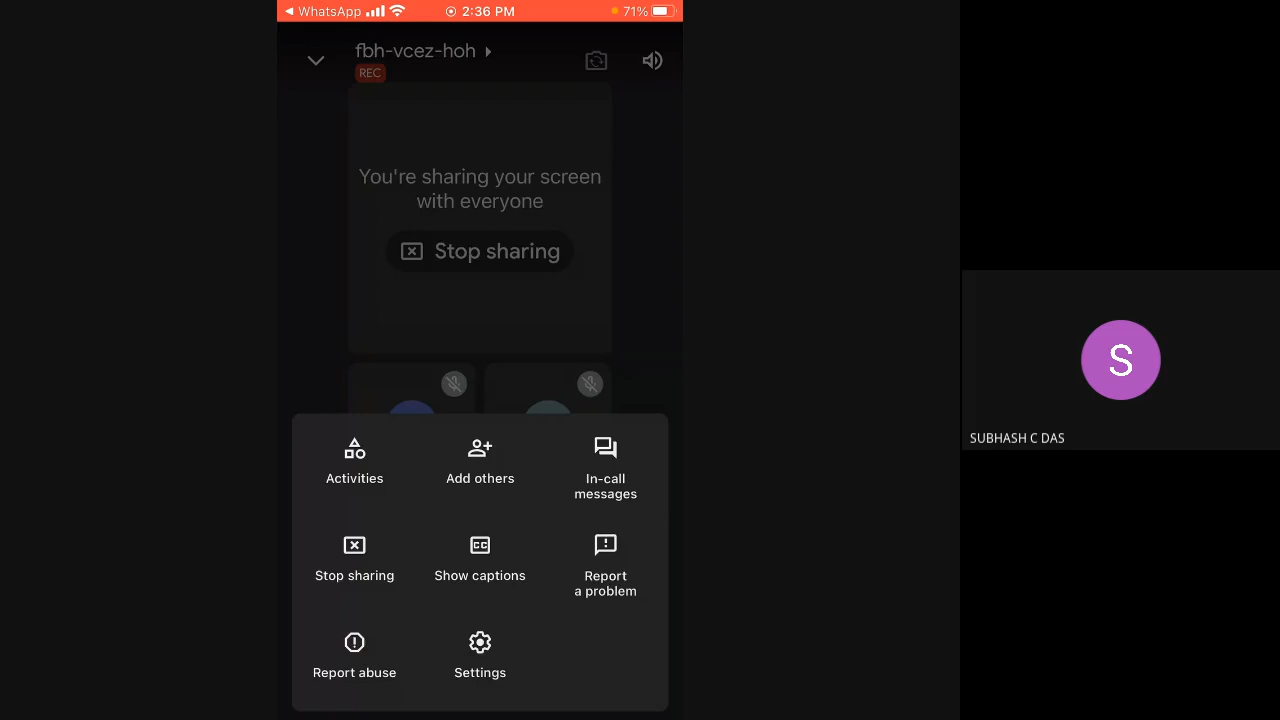 WhatsApp 2:36 PM 71%
fbh-vcez-hoh
REC
You're sharing your screen
with everyone
Stop sharing
Activities
Add others
In-call
messages
Stop sharing
Show captions
CC
Report
a problem
Report abuse
Settings
S
SUBHASH C DAS